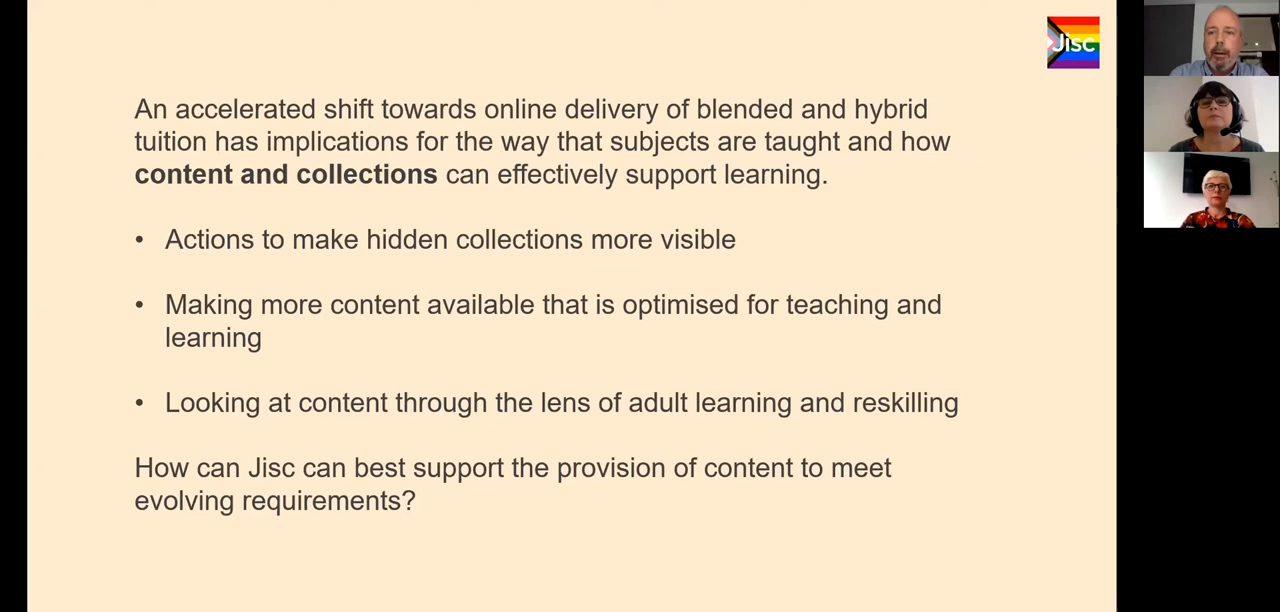 Jisc
An accelerated shift towards online delivery of blended and hybrid
tuition has implications for the way that subjects are taught and how
content and collections can effectively support learning.
• Actions to make hidden collections more visible
• Making more content available that is optimised for teaching and
learning
• Looking at content through the lens of adult learning and reskilling
How can Jisc can best support the provision of content to meet
evolving requirements?